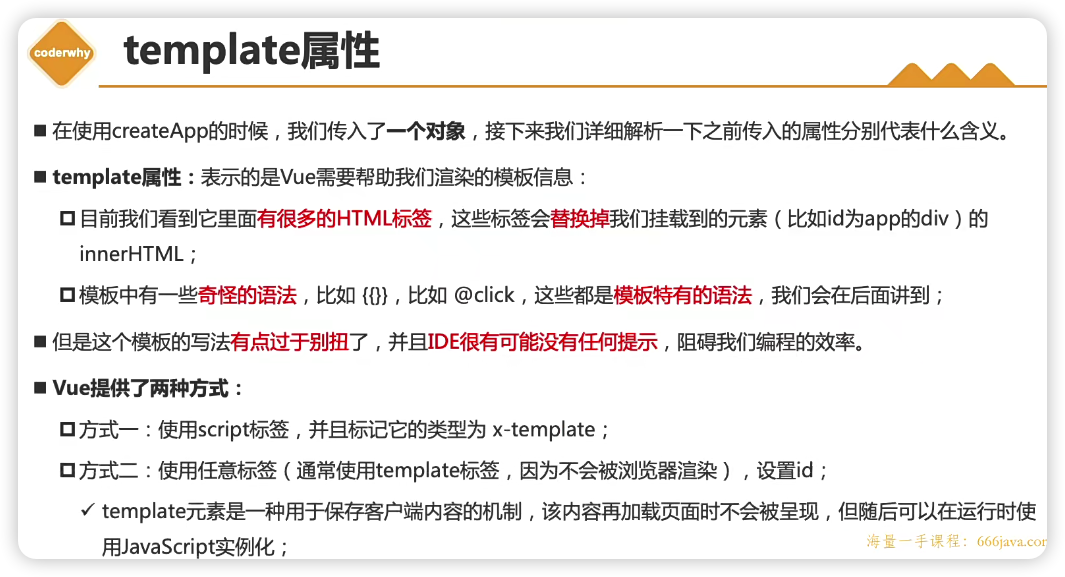 coderwhy
template属性
在使用createApp的时候，我们传入了一个对象，接下来我们详细解析一下之前传入的属性分别代表什么含义。
template属性：表示的是Vue需要帮助我们渲染的模板信息：
目前我们看到它里面有很多的HTML标签，这些标签会替换掉我们挂载到的元素（比如id为app的div）的
innerHTML；
模板中有一些奇怪的语法，比如 {{}}，比如 @click，这些都是模板特有的语法，我们会在后面讲到；
但是这个模板的写法有点过于别扭了，并且IDE很有可能没有任何提示，阻碍我们编程的效率。
Vue提供了两种方式：
方式一：使用script标签，并且标记它的类型为 x-template；
方式二：使用任意标签（通常使用template标签，因为不会被浏览器渲染），设置id；
template元素是一种用于保存客户端内容的机制，该内容再加载页面时不会被呈现，但随后可以在运行时使
用JavaScript实例化；
海量一手课程：666java.cor